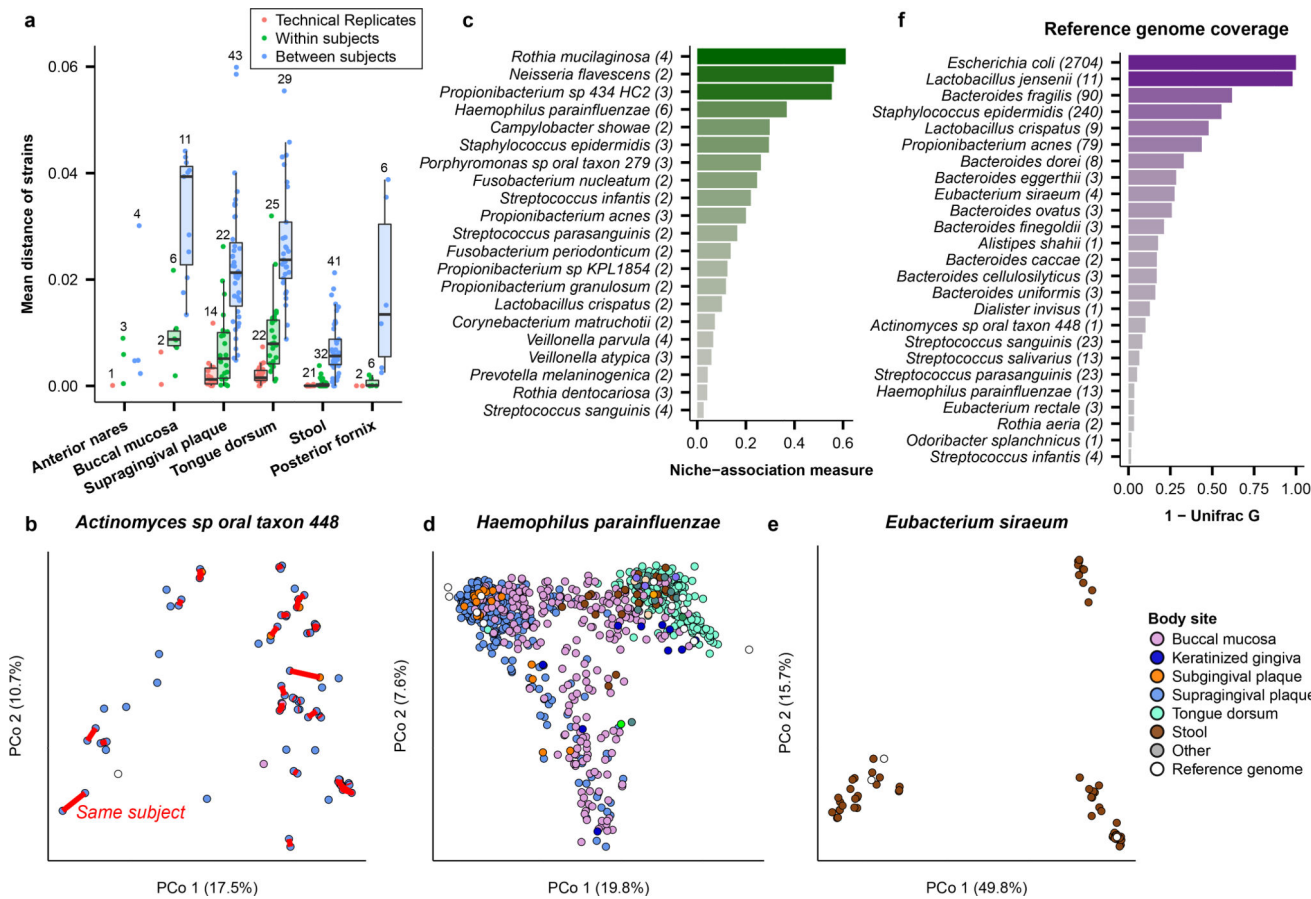 a
Technical Replicates
Within subjects
Between subjects
Mean distance of strains
0.06
0.04
0.02
0.00
1
3
4
2
6
11
14
22
43
22
25
29
21
32
41
2
6
6
Anterior nares
Buccal mucosa
Supragingival plaque
Tongue dorsum
Stool
Posterior fornix
c
Rothia mucilaginosa (4)
Neisseria flavescens (2)
Propionibacterium sp 434 HC2 (3)
Haemophilus parainfluenzae (6)
Campylobacter showae (2)
Staphylococcus epidermidis (3)
Porphyromonas sp oral taxon 279 (3)
Fusobacterium nucleatum (2)
Streptococcus infantis (2)
Propionibacterium acnes (3)
Streptococcus parasanguinis (2)
Fusobacterium periodonticum (2)
Propionibacterium sp KPL1854 (2)
Propionibacterium granulosum (2)
Lactobacillus crispatus (2)
Corynebacterium matruchotii (2)
Veillonella parvula (4)
Veillonella atypica (3)
Prevotella melaninogenica (2)
Rothia dentocariosa (3)
Streptococcus sanguinis (4)
0.0 0.2 0.4 0.6
Niche−association measure
f
Reference genome coverage
Escherichia coli (2704)
Lactobacillus jensenii (11)
Bacteroides fragilis (90)
Staphylococcus epidermidis (240)
Lactobacillus crispatus (9)
Propionibacterium acnes (79)
Bacteroides dorei (8)
Bacteroides eggerthii (3)
Eubacterium siraeum (4)
Bacteroides ovatus (3)
Bacteroides finegoldii (3)
Alistipes shahii (1)
Bacteroides caccae (2)
Bacteroides cellulosilyticus (3)
Bacteroides uniformis (3)
Dialister invisus (1)
Actinomyces sp oral taxon 448 (1)
Streptococcus sanguinis (23)
Streptococcus salivarius (13)
Streptococcus parasanguinis (23)
Haemophilus parainfluenzae (13)
Eubacterium rectale (3)
Rothia aeria (2)
Odoribacter splanchnicus (1)
Streptococcus infantis (4)
0.00 0.25 0.50 0.75 1.00
1 − Unifrac G
b
Actinomyces sp oral taxon 448
PCo 2 (10.7%)
Same subject
PCo 1 (17.5%)
d
Haemophilus parainfluenzae
PCo 2 (7.6%)
PCo 1 (19.8%)
e
Eubacterium siraeum
PCo 2 (15.7%)
PCo 1 (49.8%)
Body site
Buccal mucosa
Keratinized gingiva
Subgingival plaque
Supragingival plaque
Tongue dorsum
Stool
Other
Reference genome